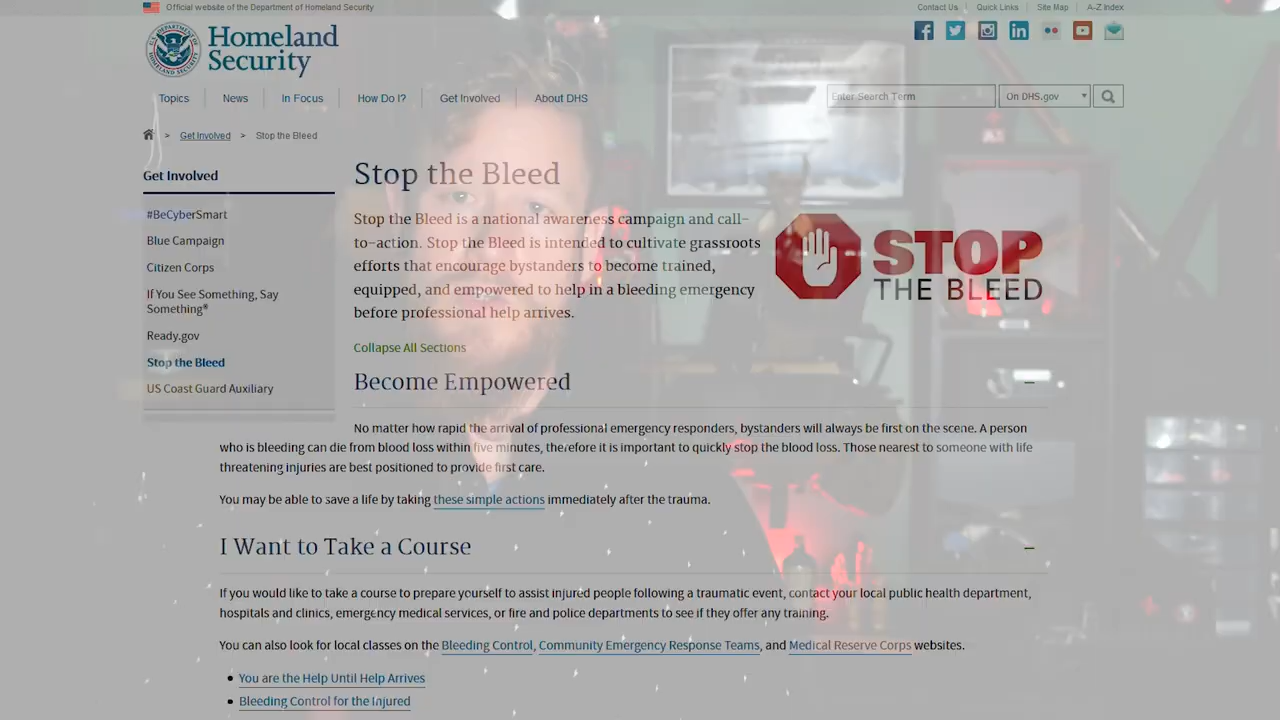 Official website of the Department of Homeland Security
Contact Us Quick Links Site Map A-Z Index
Homeland
Security
Topics News In Focus How Do I? Get Involved About DHS
Enter Search Term On DHS.gov
> Get Involved > Stop the Bleed
Get Involved
#BeCyberSmart
Blue Campaign
Citizen Corps
If You See Something, Say
Something®
Ready.gov
Stop the Bleed
US Coast Guard Auxiliary
Stop the Bleed
Stop the Bleed is a national awareness campaign and call-
to-action. Stop the Bleed is intended to cultivate grassroots
efforts that encourage bystanders to become trained,
equipped, and empowered to help in a bleeding emergency
before professional help arrives.
STOP
THE BLEED
Collapse All Sections
Become Empowered
No matter how rapid the arrival of professional emergency responders, bystanders will always be first on the scene. A person
who is bleeding can die from blood loss within five minutes, therefore it is important to quickly stop the blood loss. Those nearest to someone with life
threatening injuries are best positioned to provide first care.
You may be able to save a life by taking these simple actions immediately after the trauma.
I Want to Take a Course
If you would like to take a course to prepare yourself to assist injured people following a traumatic event, contact your local public health department,
hospitals and clinics, emergency medical services, or fire and police departments to see if they offer any training.
You can also look for local classes on the Bleeding Control, Community Emergency Response Teams, and Medical Reserve Corps websites.
You are the Help Until Help Arrives
Bleeding Control for the Injured